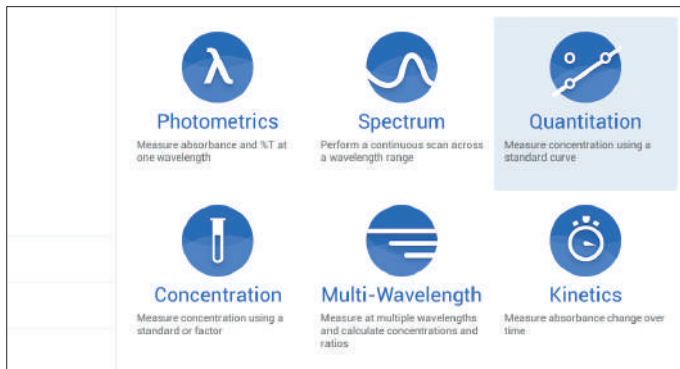 λ
Photometrics
Measure absorbance and %T at
one wavelength
Spectrum
Perform a continuous scan across
a wavelength range
Quantitation
Measure concentration using a
standard curve
Concentration
Measure concentration using a
standard or factor
Multi-Wavelength
Measure at multiple wavelengths
and calculate concentrations and
ratios
Kinetics
Measure absorbance change over
time